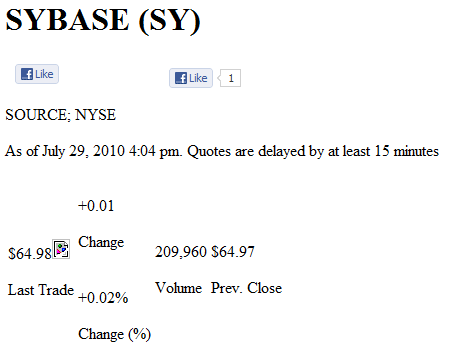 SYBASE (SY)
Like
Like 1
SOURCE; NYSE
As of July 29, 2010 4:04 pm. Quotes are delayed by at least 15 minutes
$64.98
Last Trade
+0.01
Change
+0.02%
Change (%)
209,960 $64.97
Volume Prev. Close